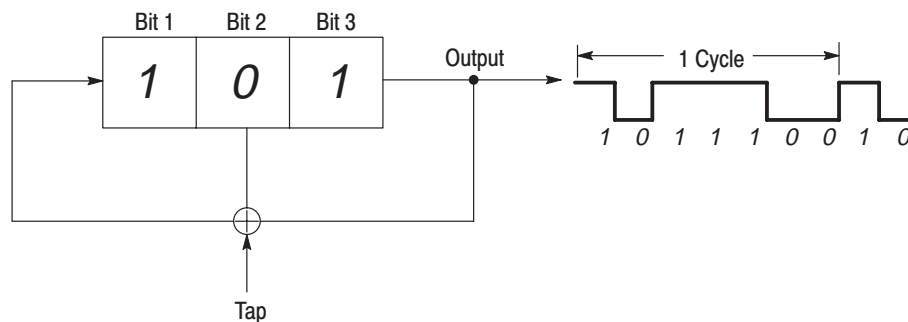 Bit 1 Bit 2 Bit 3
Output
1 Cycle
1 0 1
1 0 1 1 1 0 0 1 0
Tap